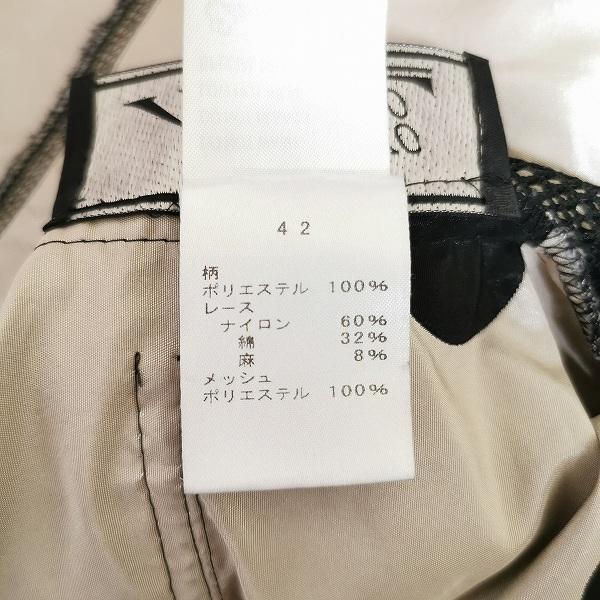 42
柄
ポリエステル 100%
レース
ナイロン 60%
綿 32%
麻 8%
メッシュ
ポリエステル 100%